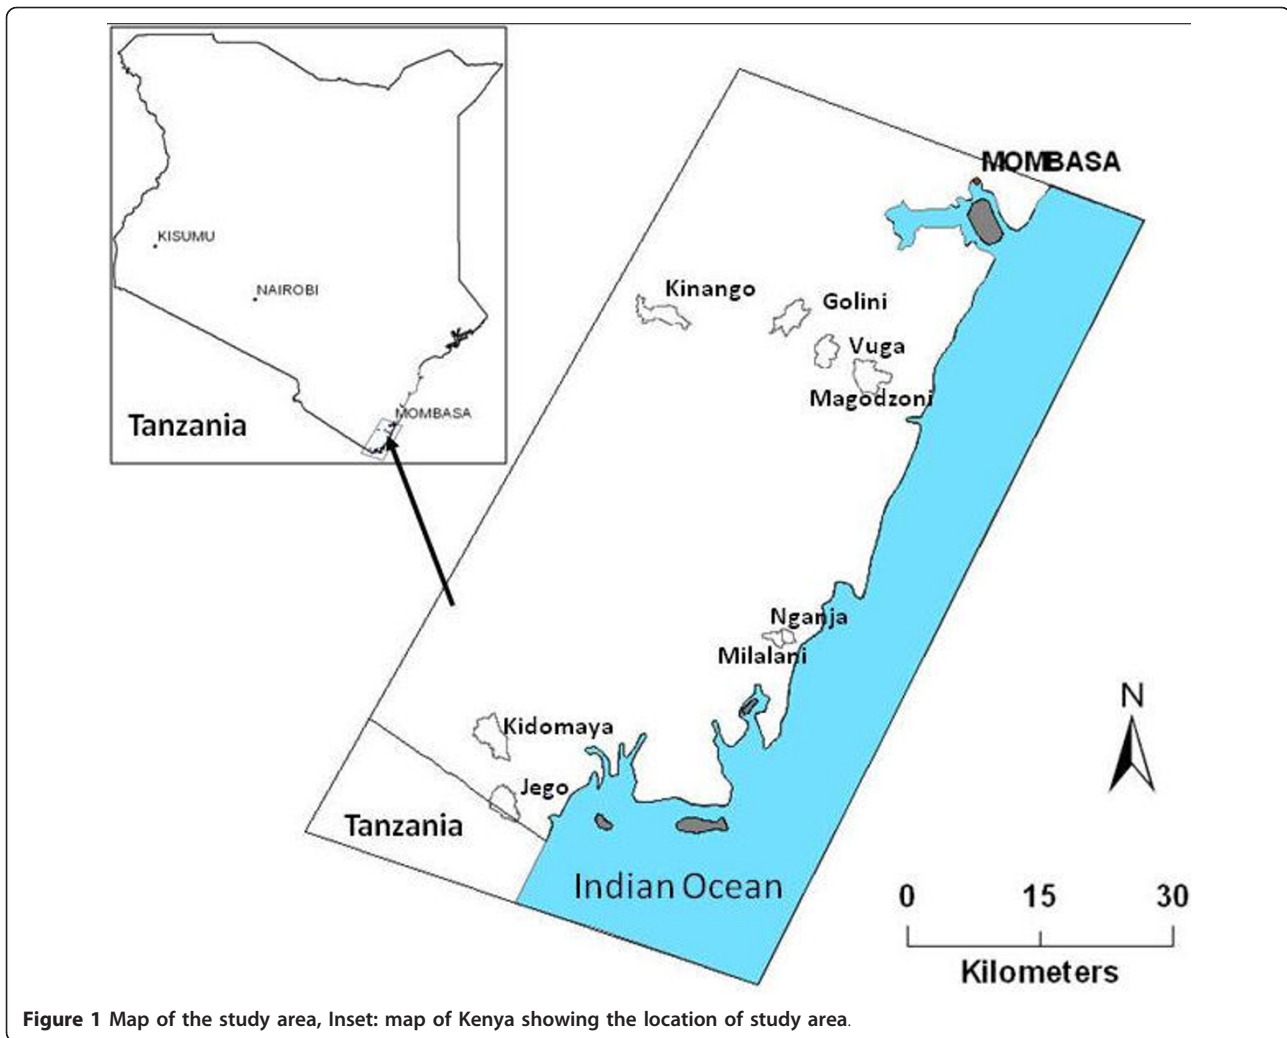 KISUMU
NAIROBI
MOMBASA
Tanzania
MOMBASA
Kinango
Golini
Vuga
Magodzoni
Nganja
Milalani
Kidomaya
Jego
Tanzania
Indian Ocean
N
0 15 30
Kilometers
Figure 1 Map of the study area, Inset: map of Kenya showing the location of study area.